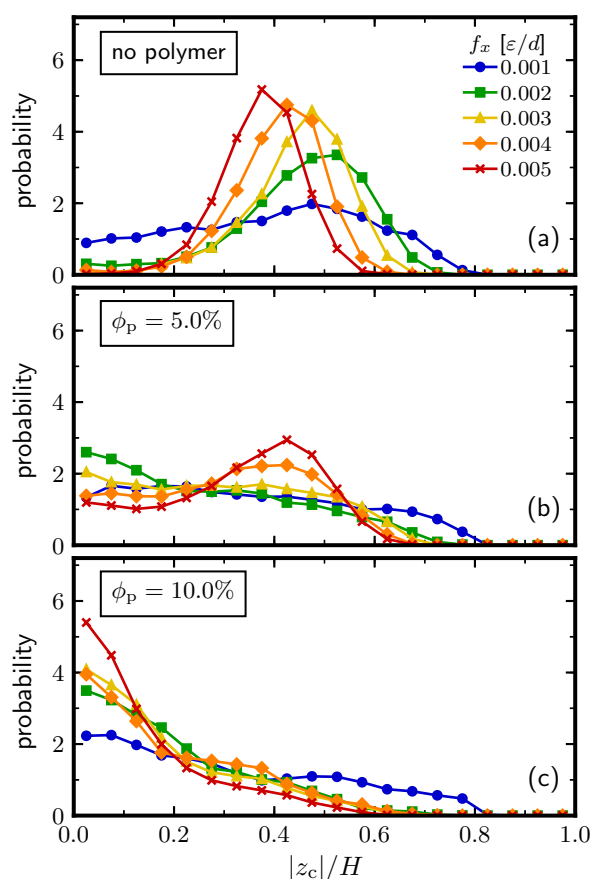 no polymer
f_x [ε/d]
0.001
0.002
0.003
0.004
0.005
6
4
2
0
probability
(a)
ϕ_p = 5.0%
6
4
2
0
probability
(b)
ϕ_p = 10.0%
6
4
2
0
probability
(c)
0.0 0.2 0.4 0.6 0.8 1.0
|z_c|/H